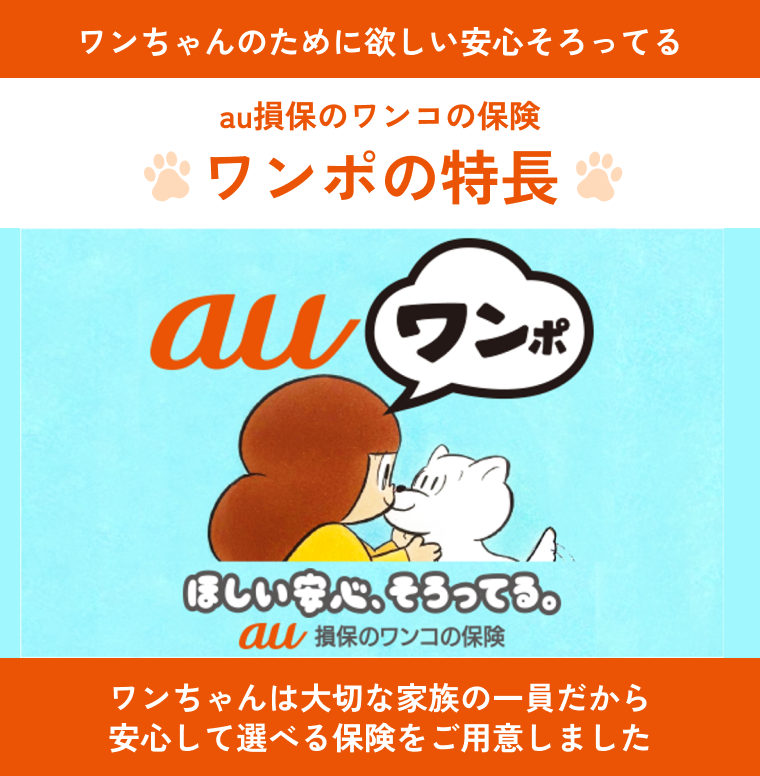 ワンちゃんのために欲しい安心そろってる
au損保のワンコの保険
ワンポの特長
au
ワンポ
ほしい安心、そろってる。
au 損保のワンコの保険
ワンちゃんは大切な家族の一員だから
安心して選べる保険をご用意しました